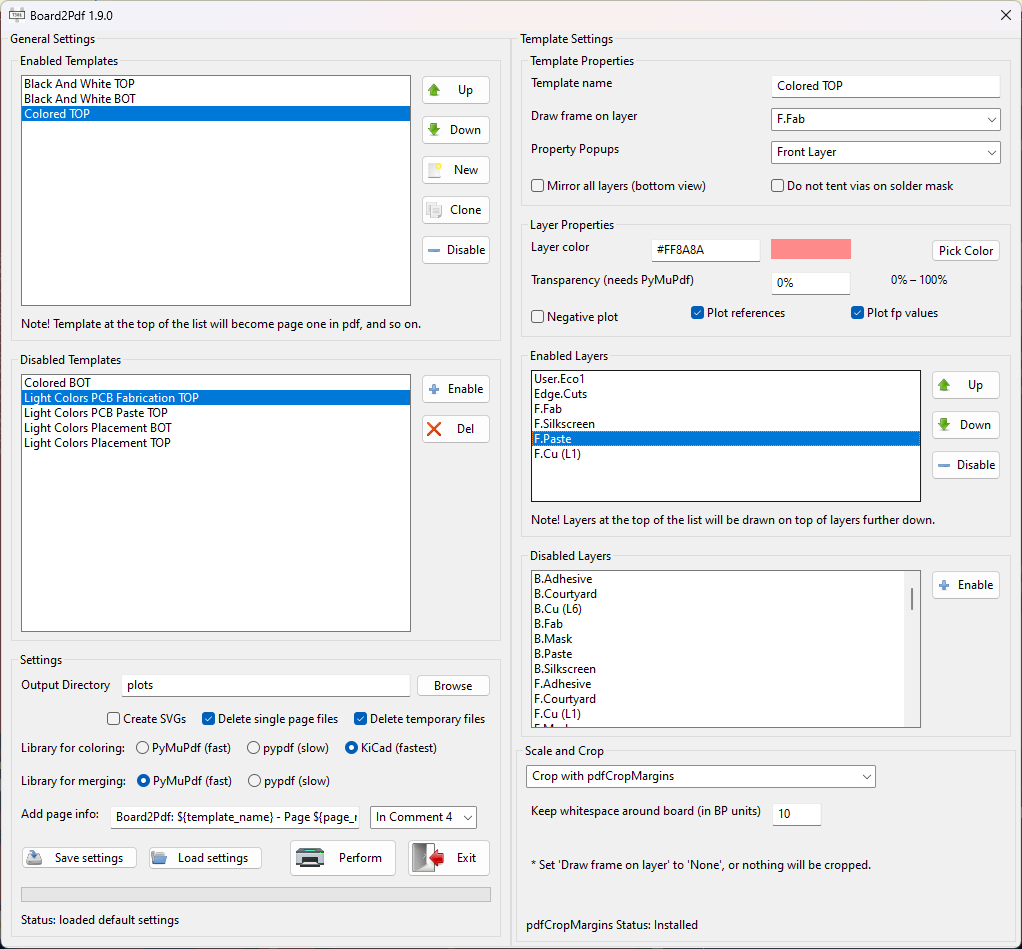 Board2Pdf 1.9.0
General Settings
Enabled Templates
Black And White TOP
Black And White BOT
Colored TOP
Up
Down
New
Clone
Disable
Note! Template at the top of the list will become page one in pdf, and so on.
Disabled Templates
Colored BOT
Light Colors PCB Fabrication TOP
Light Colors PCB Paste TOP
Light Colors Placement BOT
Light Colors Placement TOP
Enable
Del
Settings
Output Directory plots Browse
Create SVGs Delete single page files Delete temporary files
Library for coloring: PyMuPdf (fast) pypdf (slow) KiCad (fastest)
Library for merging: PyMuPdf (fast) pypdf (slow)
Add page info: Board2Pdf: ${template_name} - Page ${page_r In Comment 4
Save settings Load settings Perform Exit
Status: loaded default settings
Template Settings
Template Properties
Template name Colored TOP
Draw frame on layer F.Fab
Property Popups Front Layer
Mirror all layers (bottom view) Do not tent vias on solder mask
Layer Properties
Layer color #FF8A8A Pick Color
Transparency (needs PyMuPdf) 0% 0% – 100%
Negative plot Plot references Plot fp values
Enabled Layers
User.Eco1
Edge.Cuts
F.Fab
F.Silkscreen
F.Paste
F.Cu (L1)
Up
Down
Disable
Note! Layers at the top of the list will be drawn on top of layers further down.
Disabled Layers
B.Adhesive
B.Courtyard
B.Cu (L6)
B.Fab
B.Mask
B.Paste
B.Silkscreen
F.Adhesive
F.Courtyard
F.Cu (L1)
Enable
Scale and Crop
Crop with pdfCropMargins
Keep whitespace around board (in BP units) 10
* Set 'Draw frame on layer' to 'None', or nothing will be cropped.
pdfCropMargins Status: Installed